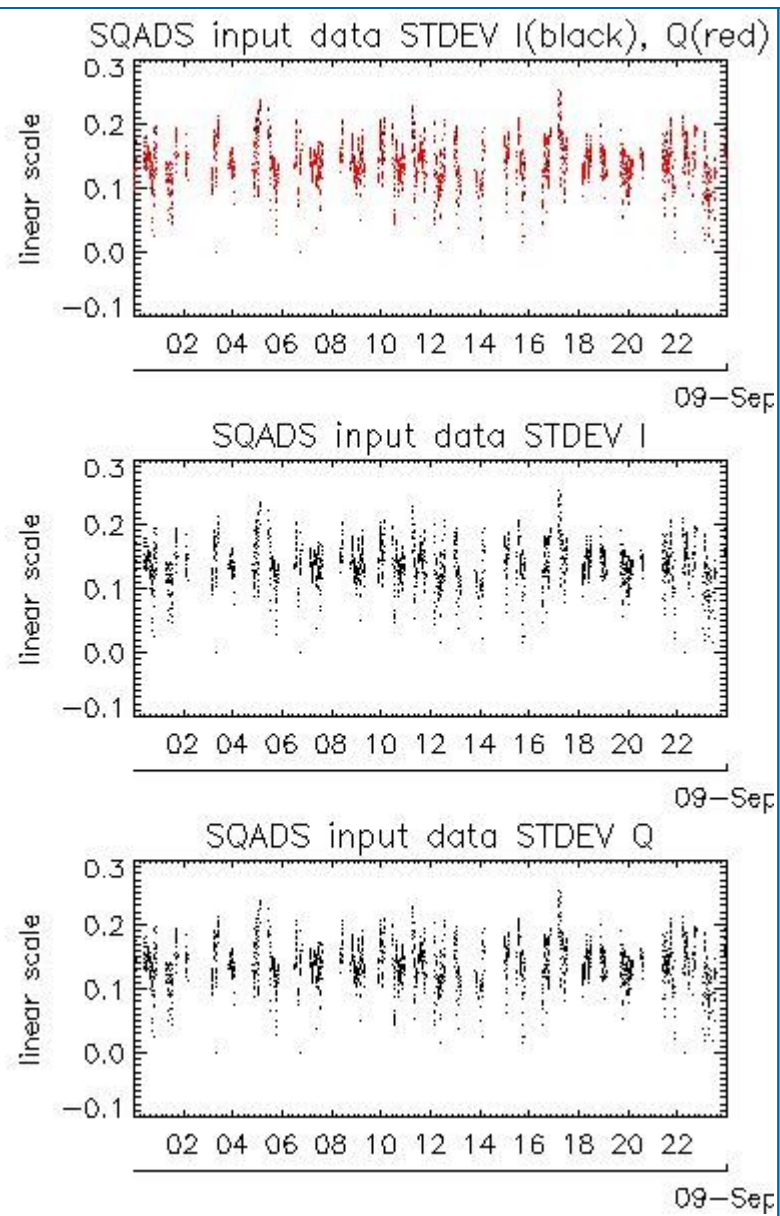 SQADS input data STDEV I(black), Q(red)
0.3
0.2
0.1
0.0
-0.1
linear scale
02 04 06 08 10 12 14 16 18 20 22
09-Sep
SQADS input data STDEV I
0.3
0.2
0.1
0.0
-0.1
linear scale
02 04 06 08 10 12 14 16 18 20 22
09-Sep
SQADS input data STDEV Q
0.3
0.2
0.1
0.0
-0.1
linear scale
02 04 06 08 10 12 14 16 18 20 22
09-Sep